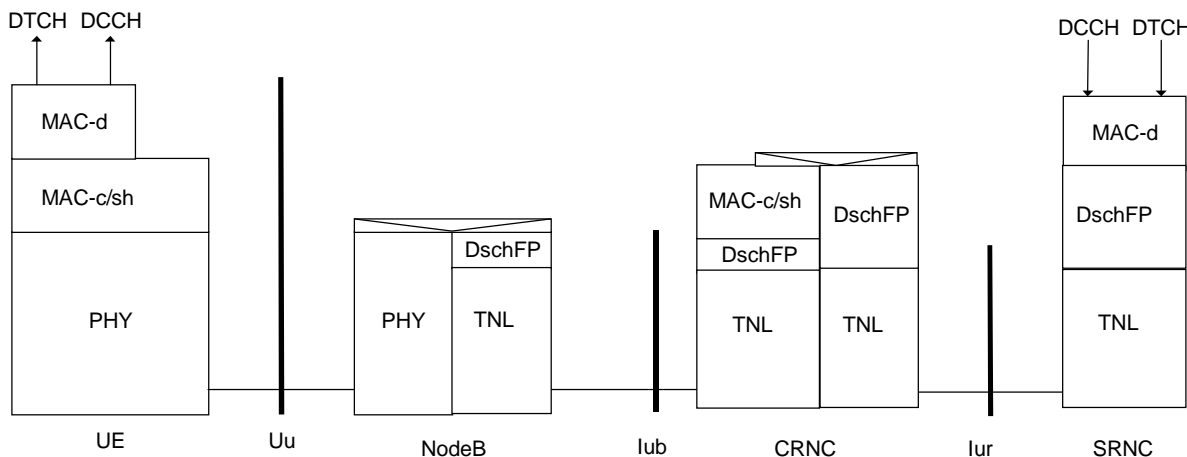 DTCH DCCH
DCCH DTCH
MAC-d
MAC-d
MAC-c/sh
MAC-c/sh
DschFP
DschFP
DschFP
DschFP
PHY
PHY
TNL
TNL
TNL
TNL
UE
Uu
NodeB
Iub
CRNC
Iur
SRNC